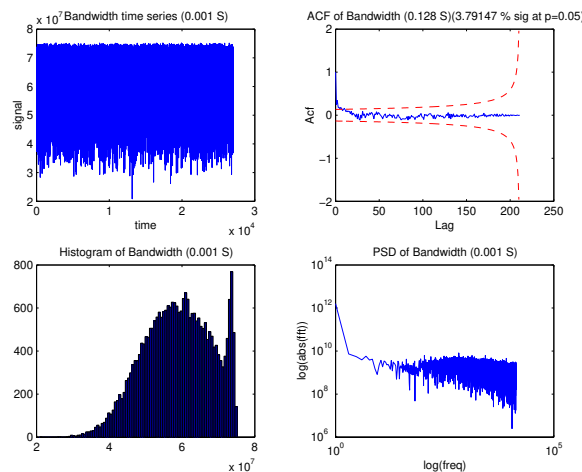 Bandwidth time series (0.001 S)
x 10^7
8
7
6
5
4
3
2
signal
0
1
2
3
time
x 10^4
ACF of Bandwidth (0.128 S)(3.79147 % sig at p=0.05)
2
1
0
−1
−2
Acf
0
50
100
150
200
250
Lag
Histogram of Bandwidth (0.001 S)
800
600
400
200
0
2
4
6
8
x 10^7
PSD of Bandwidth (0.001 S)
10^14
10^12
10^10
10^8
10^6
log(abs(fft))
10^0
10^5
log(freq)